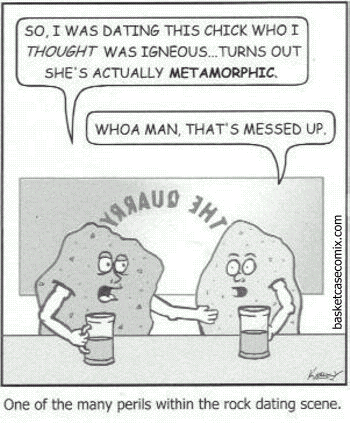 SO, I WAS DATING THIS CHICK WHO I
THOUGHT WAS IGNEOUS...TURNS OUT
SHE'S ACTUALLY METAMORPHIC.
WHOA MAN, THAT'S MESSED UP.
THE QUARRY
basketcasecomix.com
One of the many perils within the rock dating scene.